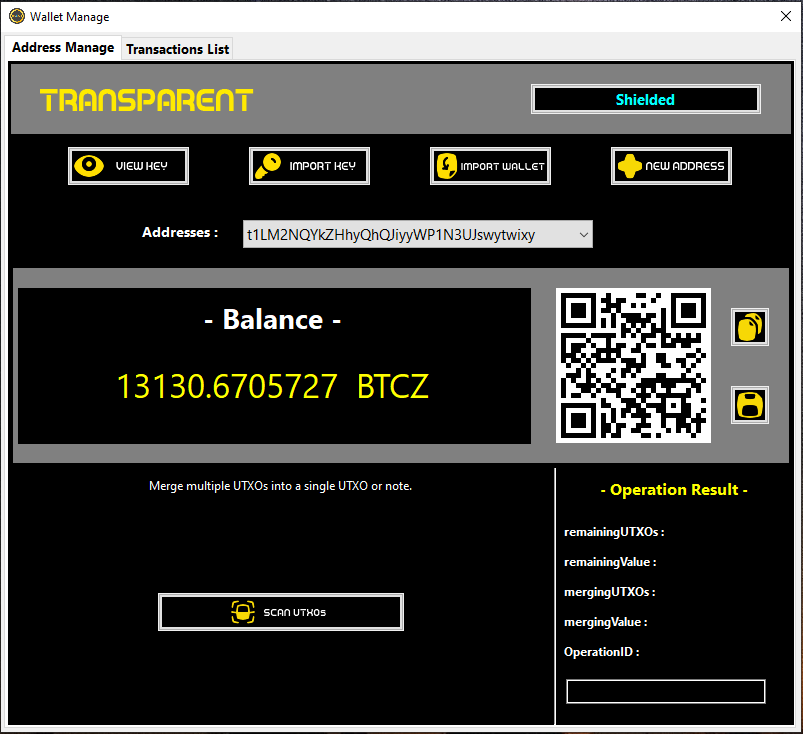 Wallet Manage
Address Manage
Transactions List
TRANSPARENT
Shielded
VIEW KEY
IMPORT KEY
IMPORT WALLET
NEW ADDRESS
Addresses :
t1LM2NQYkZHhyQhQJiyyWP1N3UJswytwixy
- Balance -
13130.6705727 BTCZ
Merge multiple UTXOs into a single UTXO or note.
- Operation Result -
remainingUTXOs :
remainingValue :
mergingUTXOs :
mergingValue :
OperationID :
SCAN UTXOs